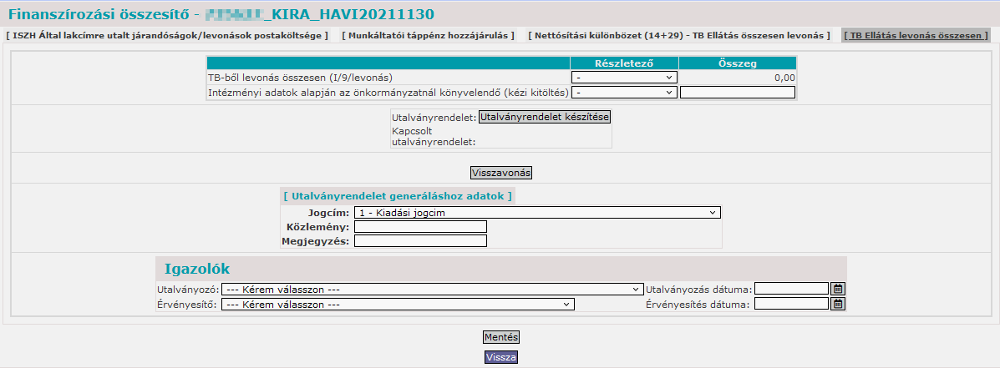 Finanszírozási összesítő - _KIRA_HAVI20211130
[ ISZH Által lakcímre utalt járandóságok/levonások postaköltsége ] [ Munkáltatói táppénz hozzájárulás ] [ Nettósítási különbözet (14+29) - TB Ellátás összesen levonás ] [ TB Ellátás levonás összesen ]
Részletező Összeg
TB-ből levonás összesen (I/9/levonás) - 0,00
Intézményi adatok alapján az önkormányzatnál könyvelendő (kézi kitöltés) -
Utalványrendelet: Utalványrendelet készítése
Kapcsolt
utalványrendelet:
Visszavonás
[ Utalványrendelet generáláshoz adatok ]
Jogcím: 1 - Kiadási jogcim
Közlemény:
Megjegyzés:
Igazolók
Utalványozó: --- Kérem válasszon --- Utalványozás dátuma:
Érvényesítő: --- Kérem válasszon --- Érvényesítés dátuma:
Mentés
Vissza